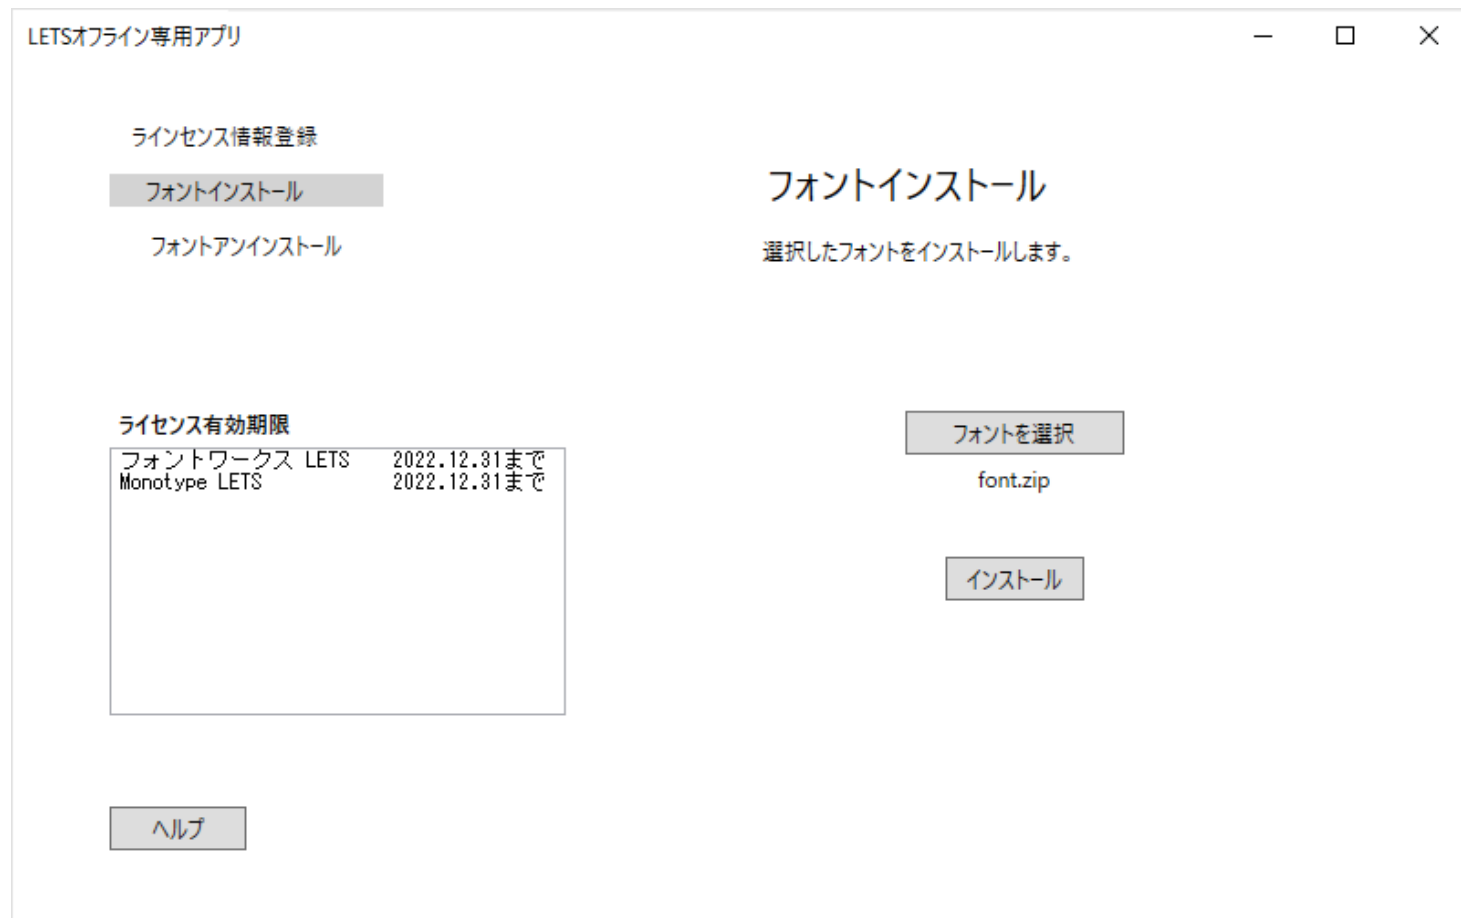 LETSオフライン専用アプリ
ラインセンス情報登録
フォントインストール
フォントアンインストール
フォントインストール
選択したフォントをインストールします。
ライセンス有効期限
フォントワークス LETS 2022.12.31まで
Monotype LETS 2022.12.31まで
フォントを選択
font.zip
インストール
ヘルプ